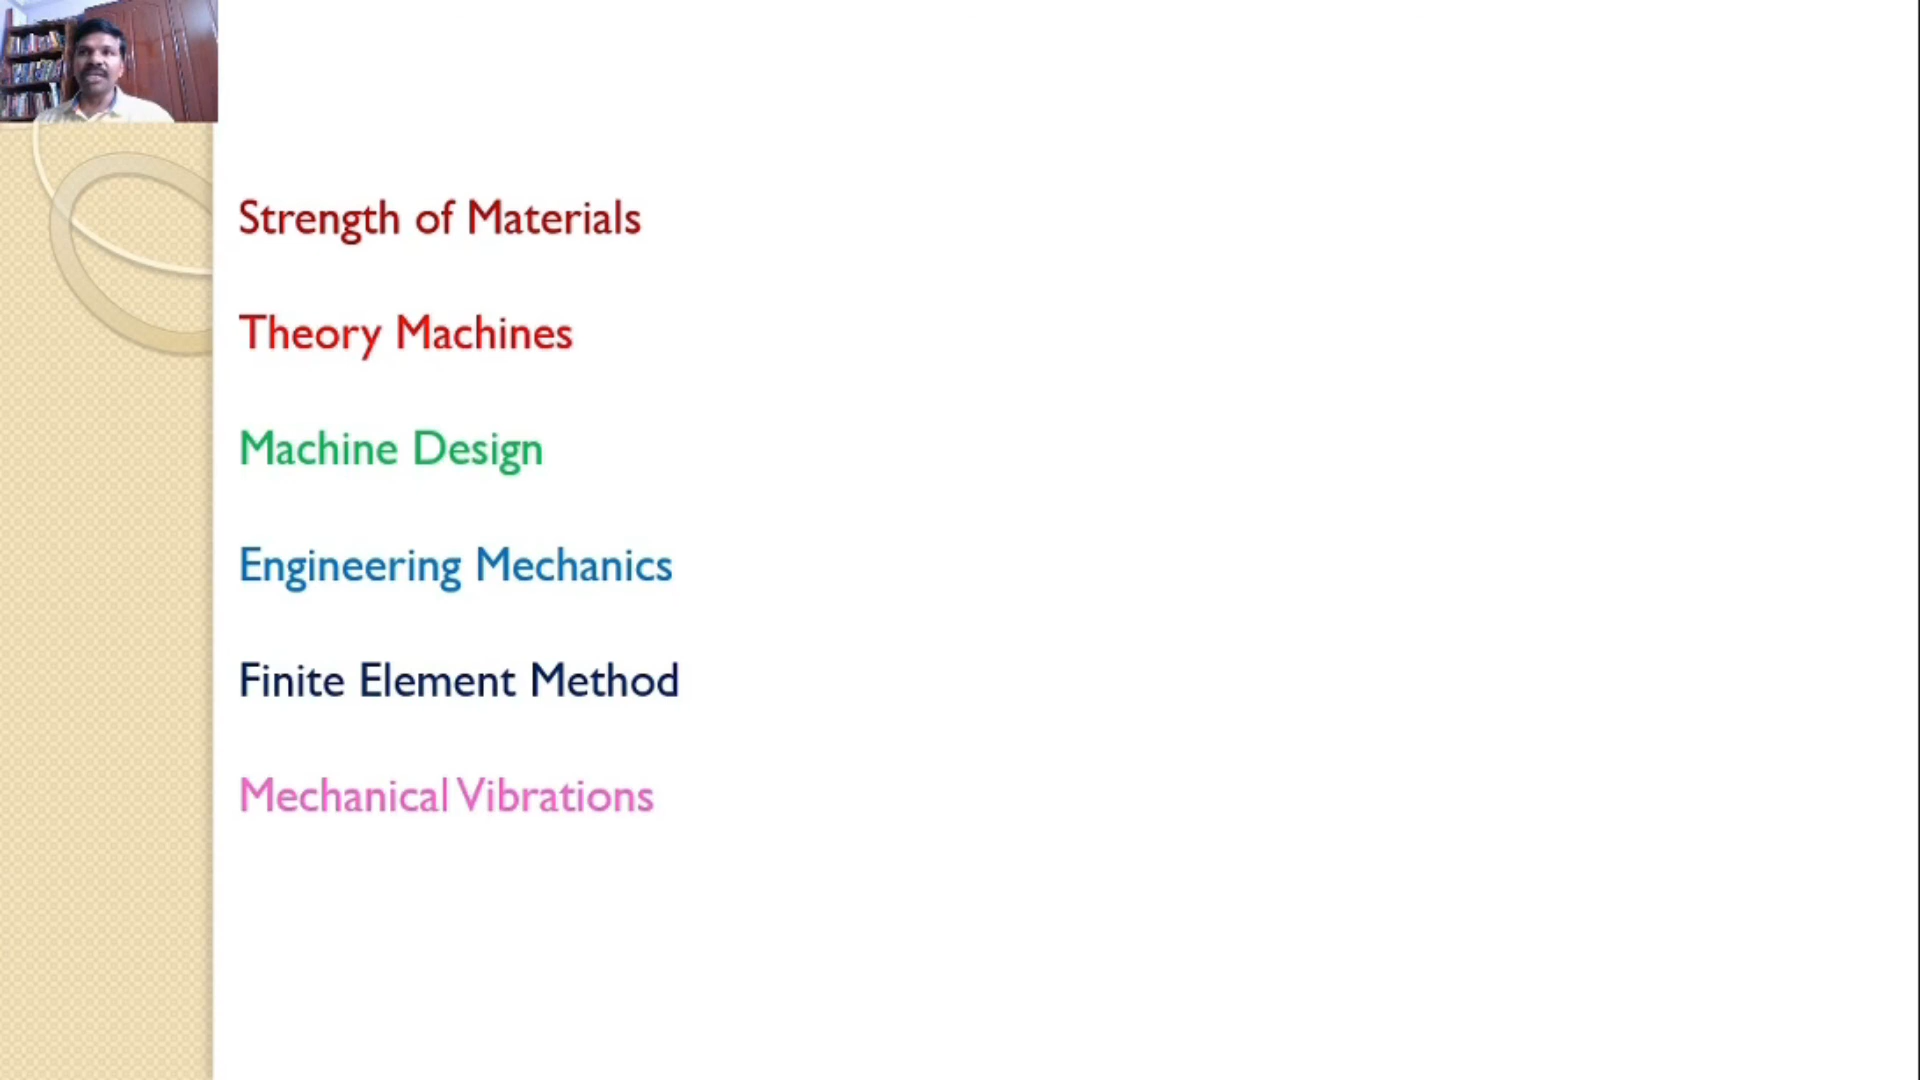 Strength of Materials
Theory Machines
Machine Design
Engineering Mechanics
Finite Element Method
Mechanical Vibrations